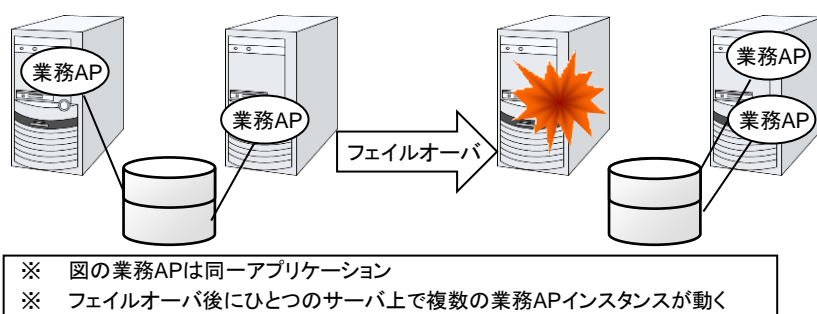 業務AP
業務AP
フェイルオーバ
業務AP
業務AP
※ 図の業務APは同一アプリケーション
※ フェイルオーバ後にひとつのサーバ上で複数の業務APインスタンスが動く